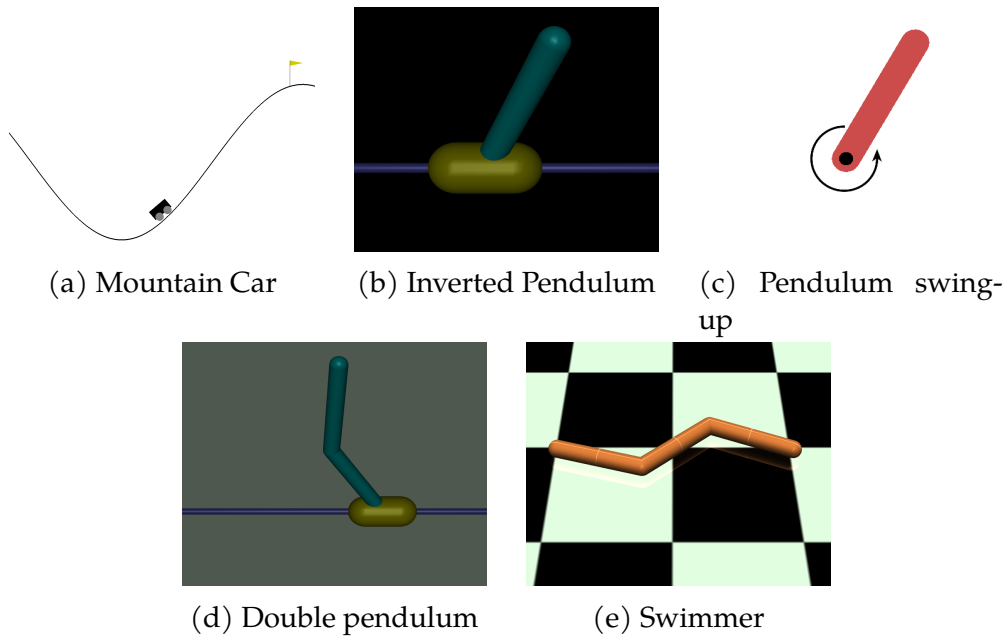 (a) Mountain Car
(b) Inverted Pendulum
(c) Pendulum swing-
up
(d) Double pendulum
(e) Swimmer